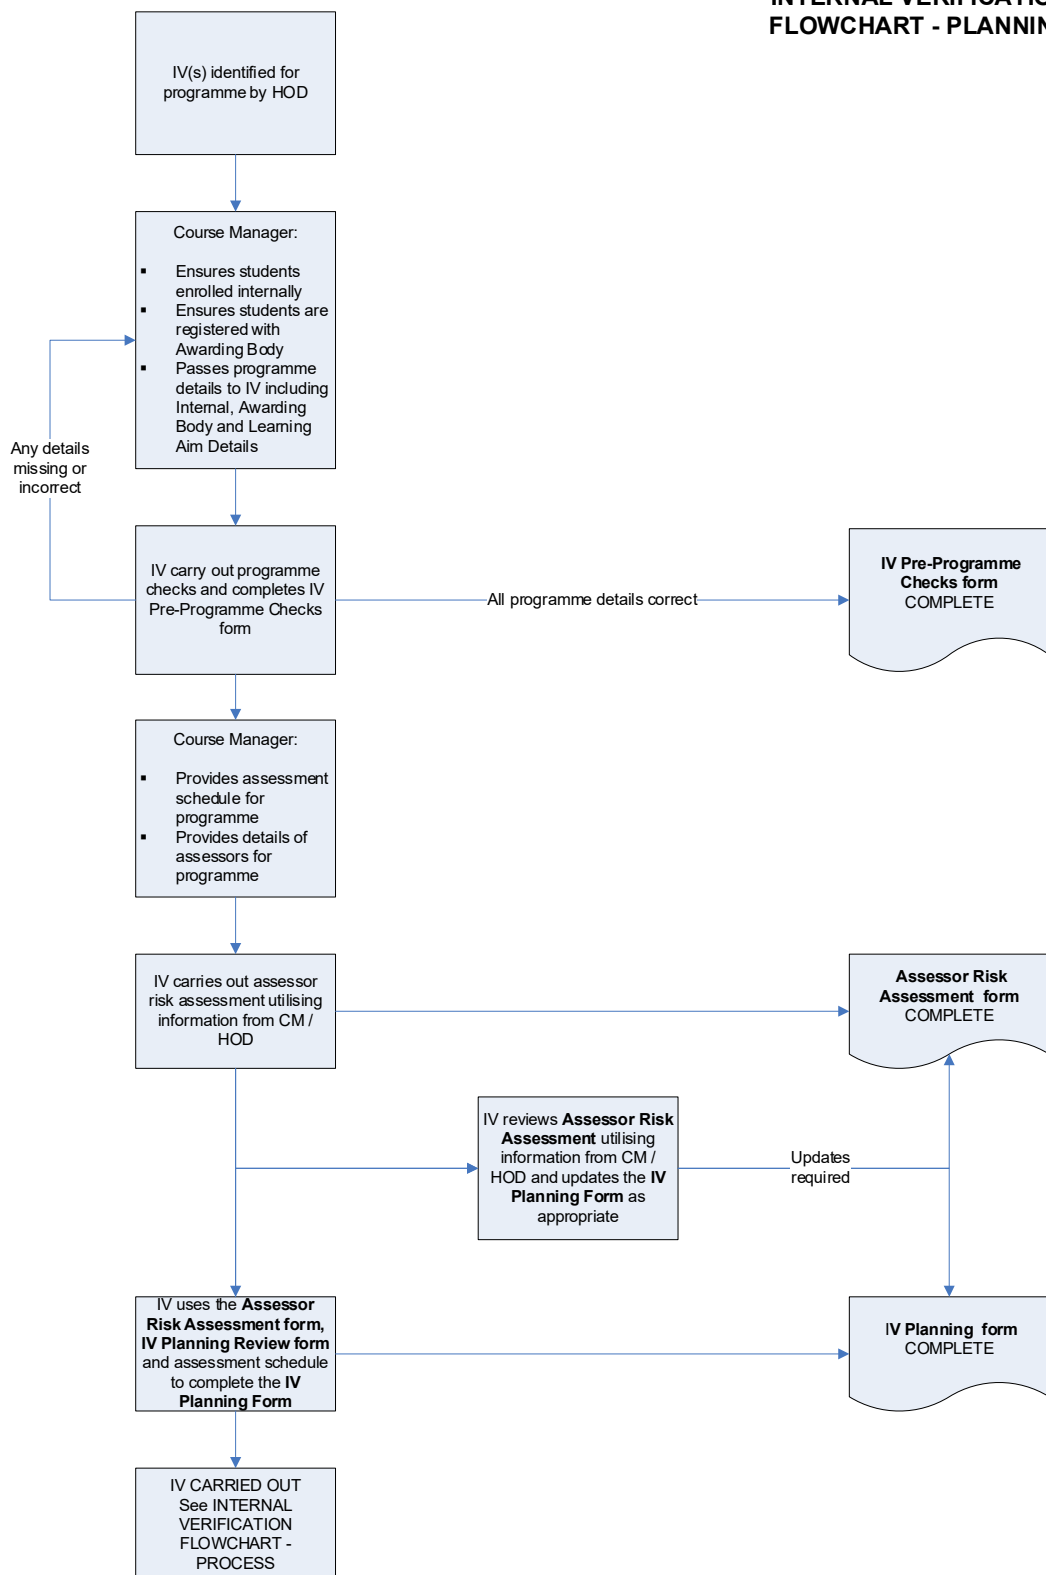 FLOWCHART - PLANNIN
IV(s) identified for
programme by HOD
Course Manager:
▪ Ensures students
enrolled internally
▪ Ensures students are
registered with
Awarding Body
▪ Passes programme
details to IV including
Internal, Awarding
Body and Learning
Aim Details
Any details
missing or
incorrect
IV carry out programme
checks and completes IV
Pre-Programme Checks
form
All programme details correct
IV Pre-Programme
Checks form
COMPLETE
Course Manager:
▪ Provides assessment
schedule for
programme
▪ Provides details of
assessors for
programme
IV carries out assessor
risk assessment utilising
information from CM /
HOD
Assessor Risk
Assessment form
COMPLETE
IV reviews Assessor Risk
Assessment utilising
information from CM /
HOD and updates the IV
Planning Form as
appropriate
Updates
required
IV uses the Assessor
Risk Assessment form,
IV Planning Review form
and assessment schedule
to complete the IV
Planning Form
IV Planning form
COMPLETE
IV CARRIED OUT
See INTERNAL
VERIFICATION
FLOWCHART -
PROCESS